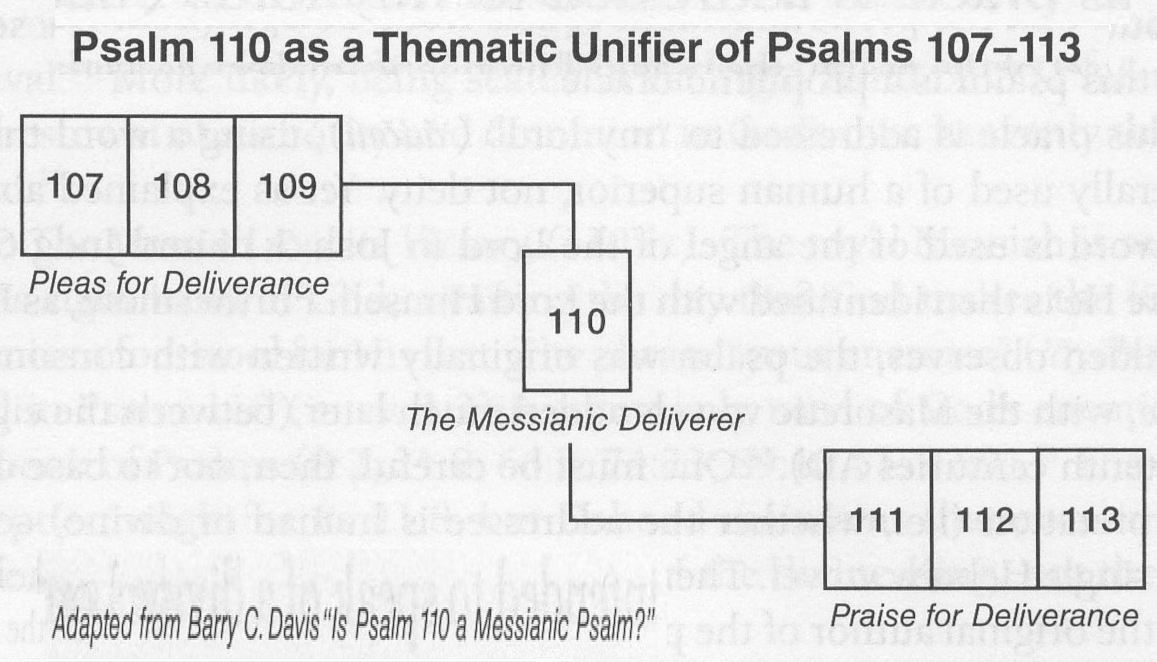 Psalm 110 as a Thematic Unifier of Psalms 107–113
107 108 109
Pleas for Deliverance
110
The Messianic Deliverer
111 112 113
Praise for Deliverance
Adapted from Barry C. Davis "Is Psalm 110 a Messianic Psalm?"